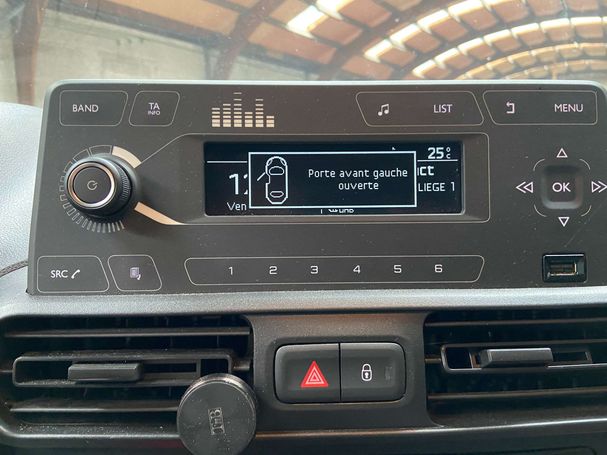 BAND
TA
INFO
LIST
MENU
25°C
Porte avant gauche
ouverte
LIEGE 1
Ven
OK
SRC
1 2 3 4 5 6